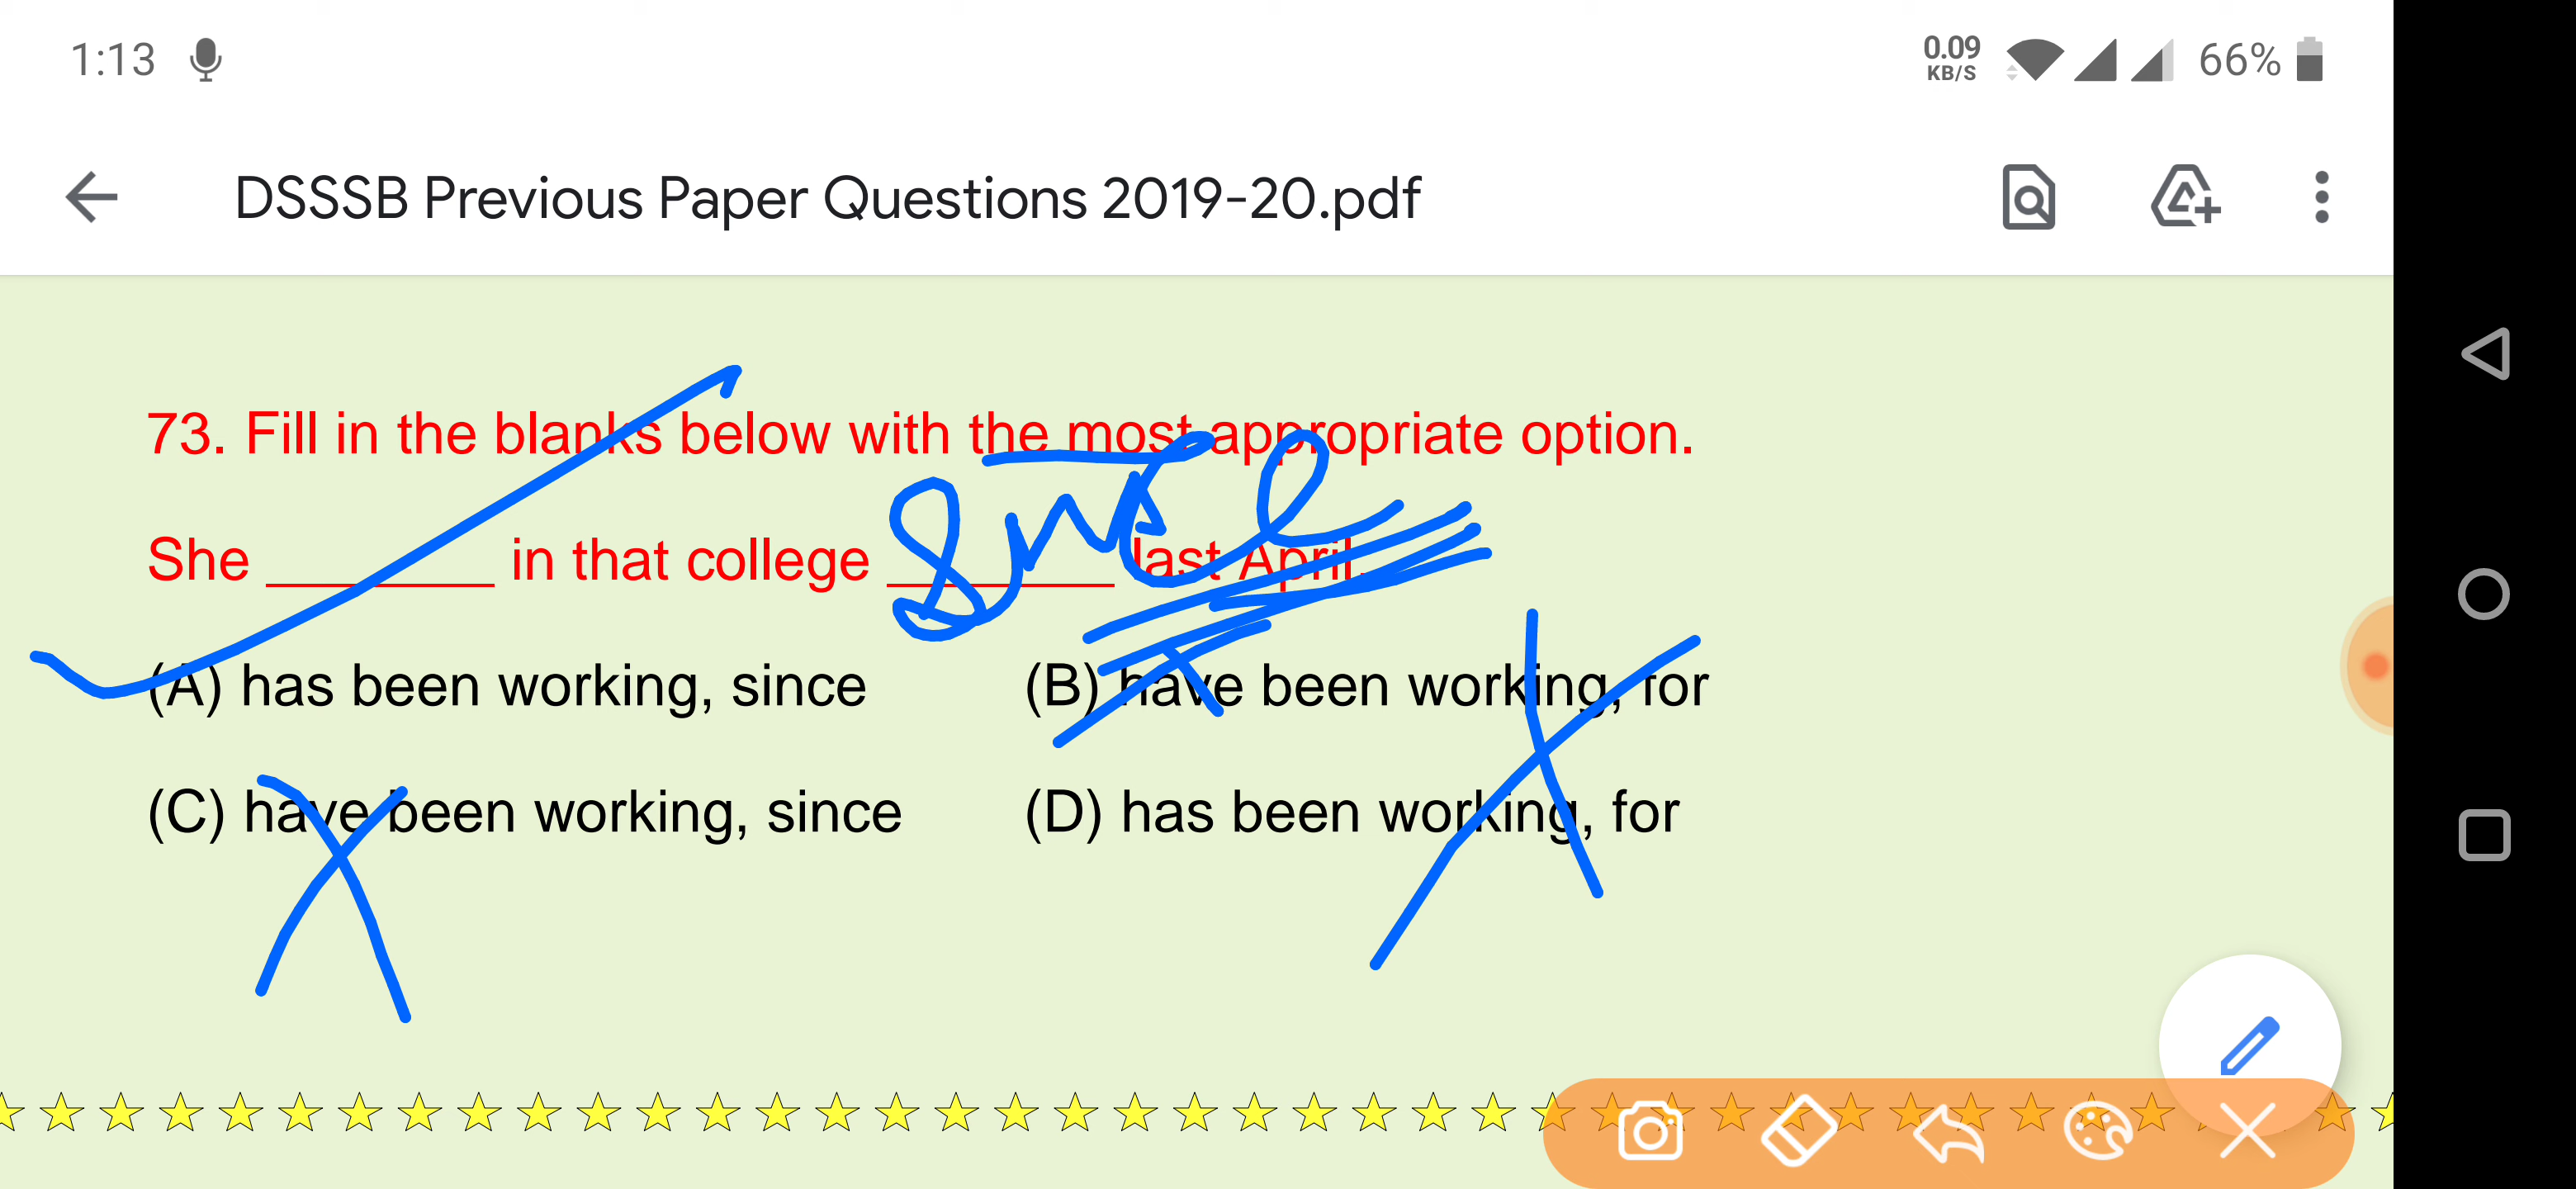 1:13
0.09 KB/S 66%
DSSSB Previous Paper Questions 2019-20.pdf
73. Fill in the blanks below with the most appropriate option.
She ________ in that college ________ last April.
since
(A) has been working, since (B) have been working, for
(C) have been working, since (D) has been working, for